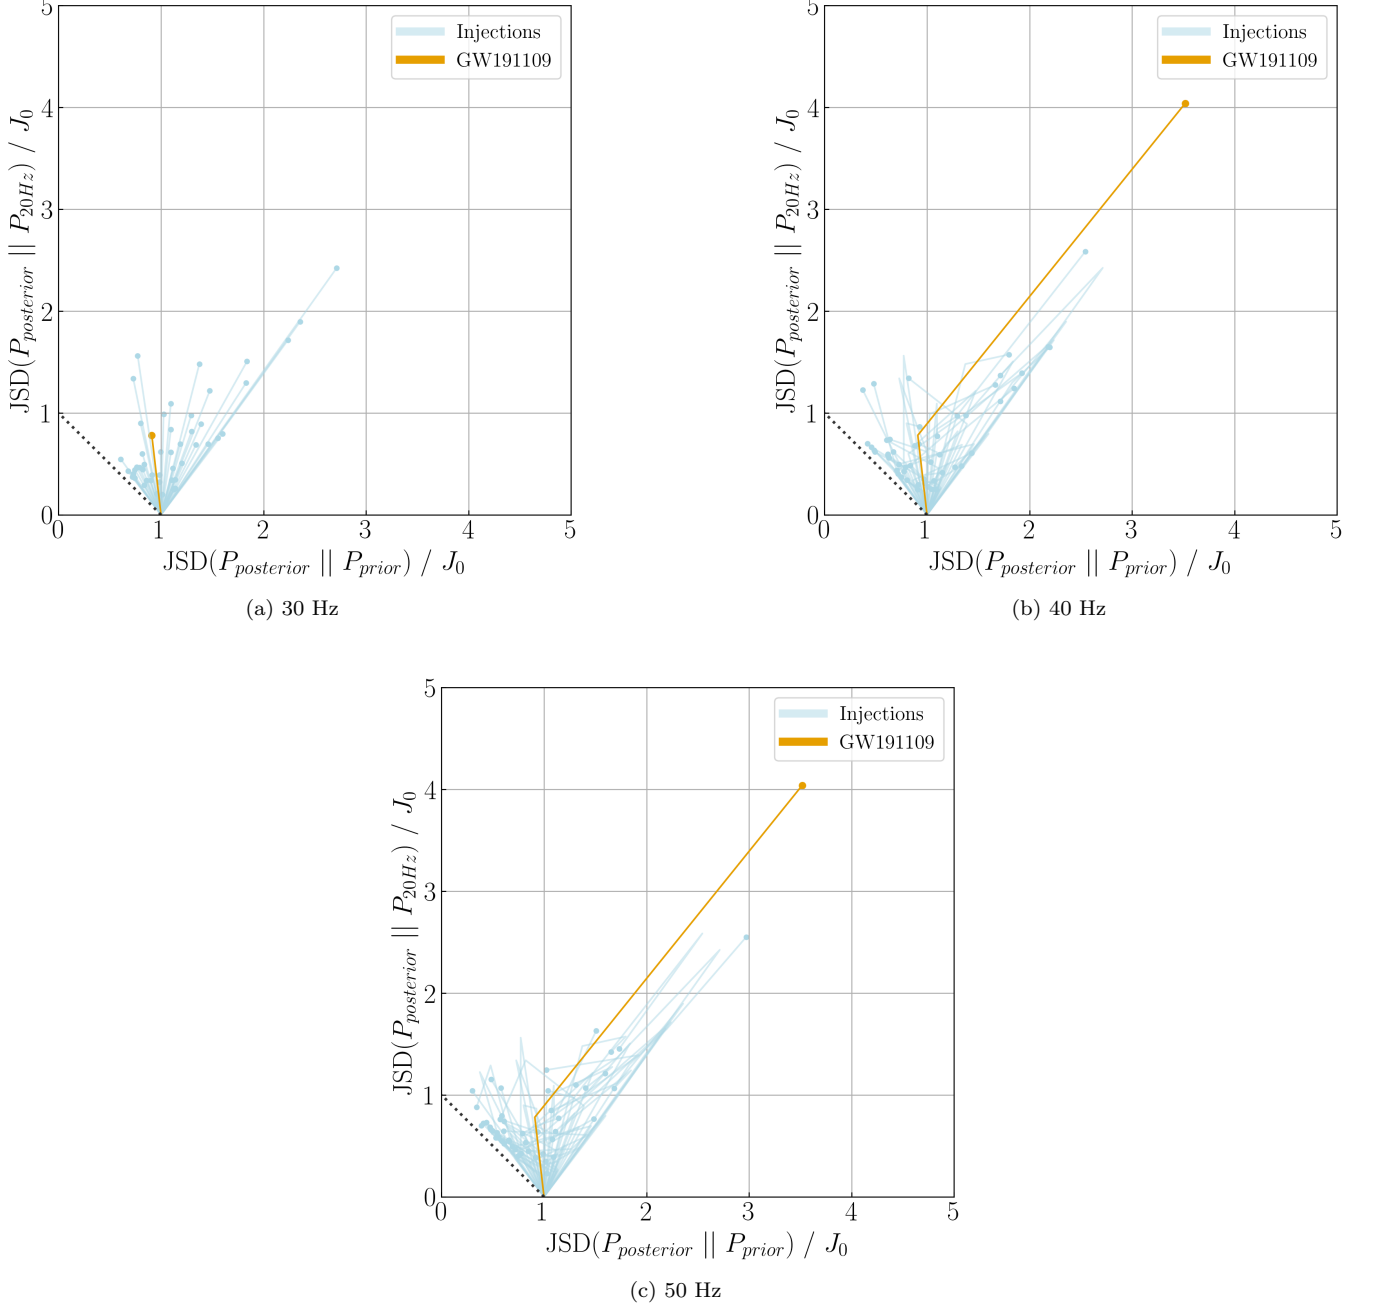 5
4
3
2
1
0
0
1
2
3
4
5
JSD(P_posterior || P_20Hz) / J_0
JSD(P_posterior || P_prior) / J_0
Injections
GW191109
(a) 30 Hz
5
4
3
2
1
0
0
1
2
3
4
5
JSD(P_posterior || P_20Hz) / J_0
JSD(P_posterior || P_prior) / J_0
Injections
GW191109
(b) 40 Hz
5
4
3
2
1
0
0
1
2
3
4
5
JSD(P_posterior || P_20Hz) / J_0
JSD(P_posterior || P_prior) / J_0
Injections
GW191109
(c) 50 Hz